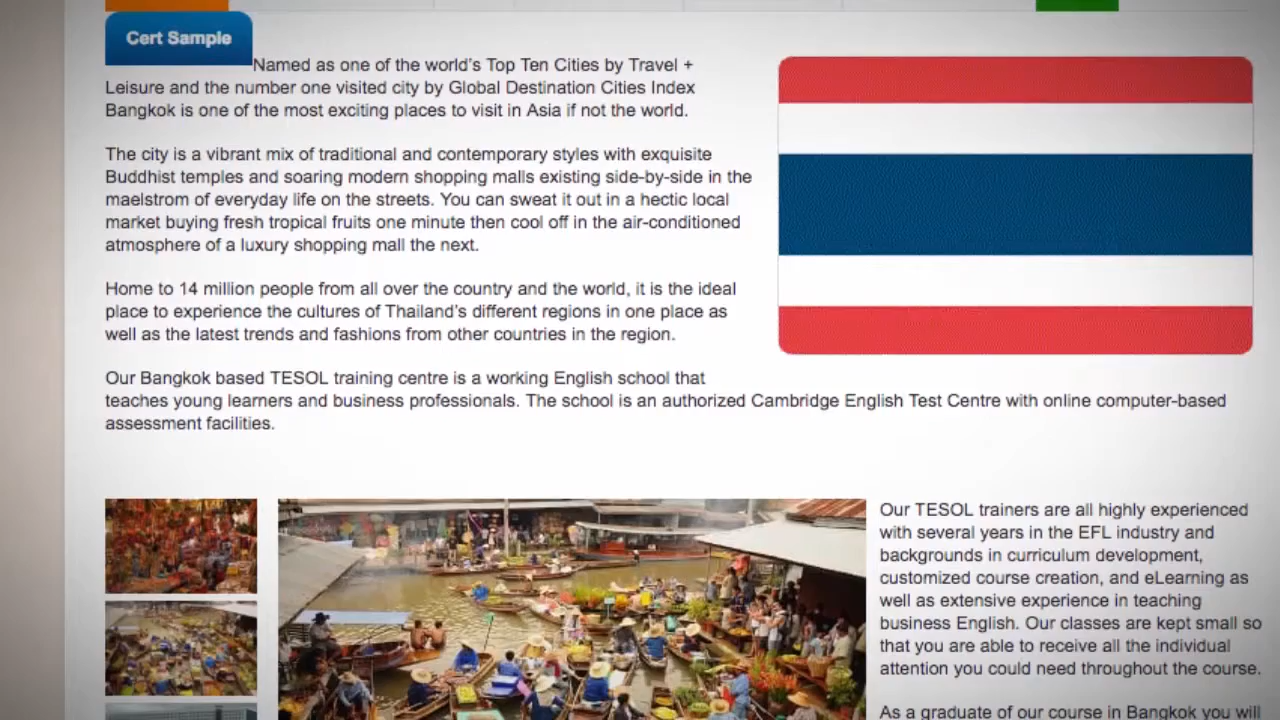 Cert Sample
Named as one of the world’s Top Ten Cities by Travel +
Leisure and the number one visited city by Global Destination Cities Index
Bangkok is one of the most exciting places to visit in Asia if not the world.
The city is a vibrant mix of traditional and contemporary styles with exquisite
Buddhist temples and soaring modern shopping malls existing side-by-side in the
maelstrom of everyday life on the streets. You can sweat it out in a hectic local
market buying fresh tropical fruits one minute then cool off in the air-conditioned
atmosphere of a luxury shopping mall the next.
Home to 14 million people from all over the country and the world, it is the ideal
place to experience the cultures of Thailand’s different regions in one place as
well as the latest trends and fashions from other countries in the region.
Our Bangkok based TESOL training centre is a working English school that
teaches young learners and business professionals. The school is an authorized Cambridge English Test Centre with online computer-based
assessment facilities.
Our TESOL trainers are all highly experienced
with several years in the EFL industry and
backgrounds in curriculum development,
customized course creation, and eLearning as
well as extensive experience in teaching
business English. Our classes are kept small so
that you are able to receive all the individual
attention you could need throughout the course.
As a graduate of our course in Bangkok you will